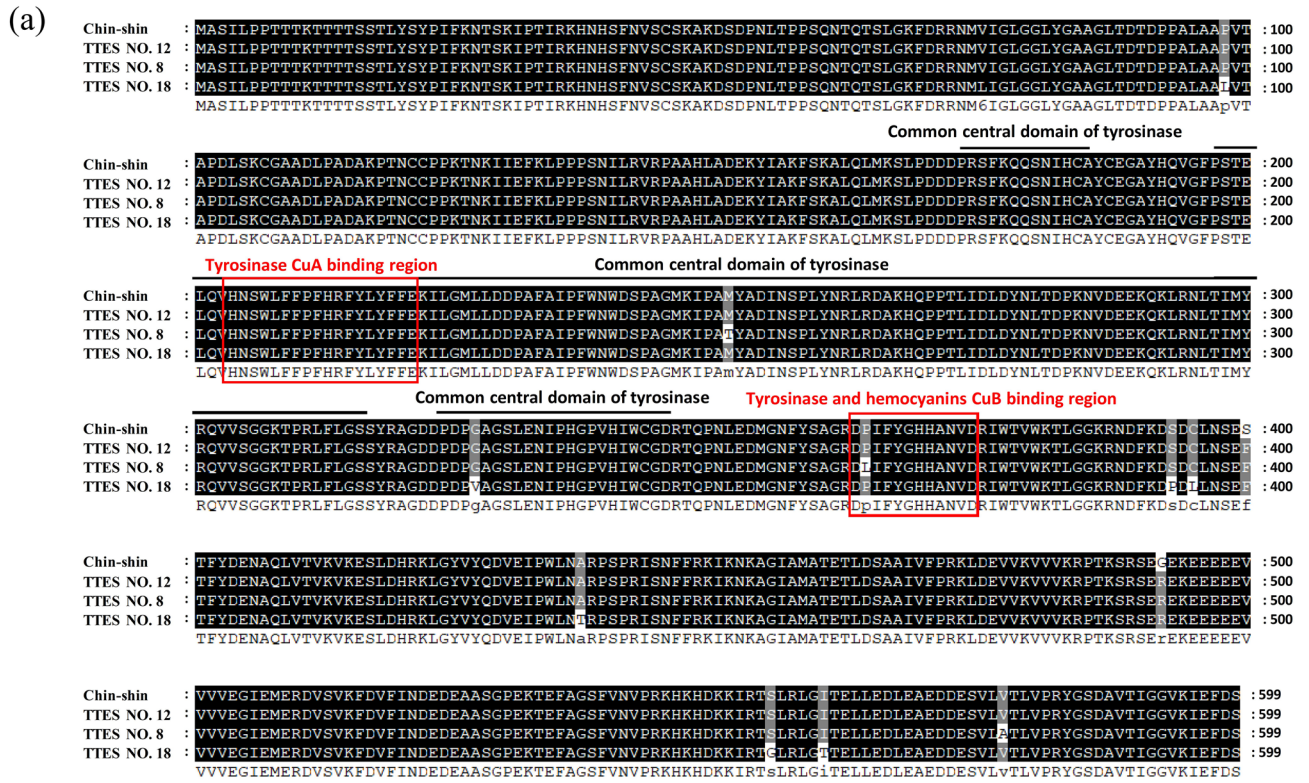 (a)
Chin-shin : MASILPPTTTKTTTTSSTLYSYPIFKNTSKIPTIRKHNHSFNVSCSKAKDSDPNLTPPSQNTQTSLGKFDRRNMVIGLGGLYGAAGLTDTDPPALAAPVT :100
TTES NO. 12 : MASILPPTTTKTTTTSSTLYSYPIFKNTSKIPTIRKHNHSFNVSCSKAKDSDPNLTPPSQNTQTSLGKFDRRNMVIGLGGLYGAAGLTDTDPPALAAPVT :100
TTES NO. 8 : MASILPPTTTKTTTTSSTLYSYPIFKNTSKIPTIRKHNHSFNVSCSKAKDSDPNLTPPSQNTQTSLGKFDRRNMVIGLGGLYGAAGLTDTDPPALAAPVT :100
TTES NO. 18 : MASILPPTTTKTTTTSSTLYSYPIFKNTSKIPTIRKHNHSFNVSCSKAKDSDPNLTPPSQNTQTSLGKFDRRNMVIGLGGLYGAAGLTDTDPPALAALVT :100
MASILPPTTTKTTTTSSTLYSYPIFKNTSKIPTIRKHNHSFNVSCSKAKDSDPNLTPPSQNTQTSLGKFDRRNM6IGLGGLYGAAGLTDTDPPALAApVT
Common central domain of tyrosinase
Chin-shin : APDLSKCGAADLPADAKPTNCCPPKTNKIIEFKLPPPSNILRVRPAAHLADEKYIAKFSKALQLMKSLPDDDPRSFKQQSNIHCAYCEGAYHQVGFPSTE :200
TTES NO. 12 : APDLSKCGAADLPADAKPTNCCPPKTNKIIEFKLPPPSNILRVRPAAHLADEKYIAKFSKALQLMKSLPDDDPRSFKQQSNIHCAYCEGAYHQVGFPSTE :200
TTES NO. 8 : APDLSKCGAADLPADAKPTNCCPPKTNKIIEFKLPPPSNILRVRPAAHLADEKYIAKFSKALQLMKSLPDDDPRSFKQQSNIHCAYCEGAYHQVGFPSTE :200
TTES NO. 18 : APDLSKCGAADLPADAKPTNCCPPKTNKIIEFKLPPPSNILRVRPAAHLADEKYIAKFSKALQLMKSLPDDDPRSFKQQSNIHCAYCEGAYHQVGFPSTE :200
APDLSKCGAADLPADAKPTNCCPPKTNKIIEFKLPPPSNILRVRPAAHLADEKYIAKFSKALQLMKSLPDDDPRSFKQQSNIHCAYCEGAYHQVGFPSTE
Tyrosinase CuA binding region Common central domain of tyrosinase
Chin-shin : LQVHNSWLFFPFHRFYLYFFEKILGMLLDDPAFAIPFWNWDSPAGMKIPAMYADINSPLYNRLRDAKHQPPTLIDLDYNLTDPKNVDEEKQKLRNLTIMY :300
TTES NO. 12 : LQVHNSWLFFPFHRFYLYFFEKILGMLLDDPAFAIPFWNWDSPAGMKIPAMYADINSPLYNRLRDAKHQPPTLIDLDYNLTDPKNVDEEKQKLRNLTIMY :300
TTES NO. 8 : LQVHNSWLFFPFHRFYLYFFEKILGMLLDDPAFAIPFWNWDSPAGMKIPATYADINSPLYNRLRDAKHQPPTLIDLDYNLTDPKNVDEEKQKLRNLTIMY :300
TTES NO. 18 : LQVHNSWLFFPFHRFYLYFFEKILGMLLDDPAFAIPFWNWDSPAGMKIPAMYADINSPLYNRLRDAKHQPPTLIDLDYNLTDPKNVDEEKQKLRNLTIMY :300
LQVHNSWLFFPFHRFYLYFFEKILGMLLDDPAFAIPFWNWDSPAGMKIPAmYADINSPLYNRLRDAKHQPPTLIDLDYNLTDPKNVDEEKQKLRNLTIMY
Common central domain of tyrosinase Tyrosinase and hemocyanins CuB binding region
Chin-shin : RQVVSGGKTPRLFLGSSYRAGDDPDPGAGSLENIPHGPVHIWCGDRTQPNLEDMGNFYSAGRDPIFYGHHANVDRIWTVWKTLGGKRNDFKDSDCLNSES :400
TTES NO. 12 : RQVVSGGKTPRLFLGSSYRAGDDPDPGAGSLENIPHGPVHIWCGDRTQPNLEDMGNFYSAGRDPIFYGHHANVDRIWTVWKTLGGKRNDFKDSDCLNSEF :400
TTES NO. 8 : RQVVSGGKTPRLFLGSSYRAGDDPDPGAGSLENIPHGPVHIWCGDRTQPNLEDMGNFYSAGRDLIFYGHHANVDRIWTVWKTLGGKRNDFKDSDCLNSEF :400
TTES NO. 18 : RQVVSGGKTPRLFLGSSYRAGDDPDPVAGSLENIPHGPVHIWCGDRTQPNLEDMGNFYSAGRDPIFYGHHANVDRIWTVWKTLGGKRNDFKDPDLLNSEF :400
RQVVSGGKTPRLFLGSSYRAGDDPDPgAGSLENIPHGPVHIWCGDRTQPNLEDMGNFYSAGRDpIFYGHHANVDRIWTVWKTLGGKRNDFKDsDcLNSEf
Chin-shin : TFYDENAQLVTVKVKESLDHRKLGYVYQDVEIPWLNARPSPRISNFFRKIKNKAGIAMATETLDSAAIVFPRKLDEVVKVVVKRPTKSRSEGEKEEEEEV :500
TTES NO. 12 : TFYDENAQLVTVKVKESLDHRKLGYVYQDVEIPWLNARPSPRISNFFRKIKNKAGIAMATETLDSAAIVFPRKLDEVVKVVVKRPTKSRSEREKEEEEEV :500
TTES NO. 8 : TFYDENAQLVTVKVKESLDHRKLGYVYQDVEIPWLNARPSPRISNFFRKIKNKAGIAMATETLDSAAIVFPRKLDEVVKVVVKRPTKSRSEREKEEEEEV :500
TTES NO. 18 : TFYDENAQLVTVKVKESLDHRKLGYVYQDVEIPWLNTRPSPRISNFFRKIKNKAGIAMATETLDSAAIVFPRKLDEVVKVVVKRPTKSRSEREKEEEEEV :500
TFYDENAQLVTVKVKESLDHRKLGYVYQDVEIPWLNaRPSPRISNFFRKIKNKAGIAMATETLDSAAIVFPRKLDEVVKVVVKRPTKSRSErEKEEEEEV
Chin-shin : VVVEGIEMERDVSVKFDVFINDEDEAASGPEKTEFAGSFVNVPRKHKHDKKIRTSLRLGITELLEDLEAEDDESVLVTLVPRYGSDAVTIGGVKIEFDS :599
TTES NO. 12 : VVVEGIEMERDVSVKFDVFINDEDEAASGPEKTEFAGSFVNVPRKHKHDKKIRTSLRLGITELLEDLEAEDDESVLVTLVPRYGSDAVTIGGVKIEFDS :599
TTES NO. 8 : VVVEGIEMERDVSVKFDVFINDEDEAASGPEKTEFAGSFVNVPRKHKHDKKIRTSLRLGITELLEDLEAEDDESVLATLVPRYGSDAVTIGGVKIEFDS :599
TTES NO. 18 : VVVEGIEMERDVSVKFDVFINDEDEAASGPEKTEFAGSFVNVPRKHKHDKKIRTGLRLGTTELLEDLEAEDDESVLVTLVPRYGSDAVTIGGVKIEFDS :599
VVVEGIEMERDVSVKFDVFINDEDEAASGPEKTEFAGSFVNVPRKHKHDKKIRTsLRLGiTELLEDLEAEDDESVLvTLVPRYGSDAVTIGGVKIEFDS